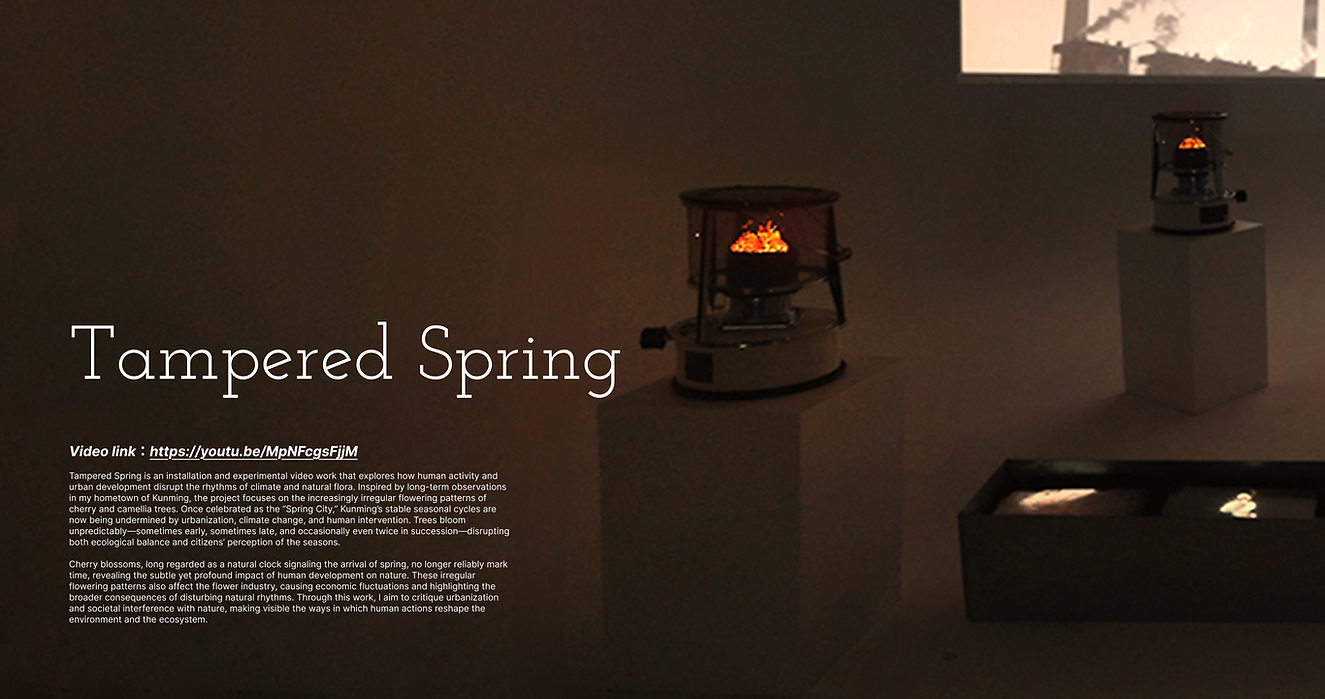 Tampered Spring
Video link：https://youtu.be/MpNFcgsFjjM
Tampered Spring is an installation and experimental video work that explores how human activity and
urban development disrupt the rhythms of climate and natural flora. Inspired by long-term observations
in my hometown of Kunming, the project focuses on the increasingly irregular flowering patterns of
cherry and camellia trees. Once celebrated as the “Spring City,” Kunming’s stable seasonal cycles are
now being undermined by urbanization, climate change, and human intervention. Trees bloom
unpredictably—sometimes early, sometimes late, and occasionally even twice in succession—disrupting
both ecological balance and citizens’ perception of the seasons.
Cherry blossoms, long regarded as a natural clock signaling the arrival of spring, no longer reliably mark
time, revealing the subtle yet profound impact of human development on nature. These irregular
flowering patterns also affect the flower industry, causing economic fluctuations and highlighting the
broader consequences of disturbing natural rhythms. Through this work, I aim to critique urbanization
and societal interference with nature, making visible the ways in which human actions reshape the
environment and the ecosystem.